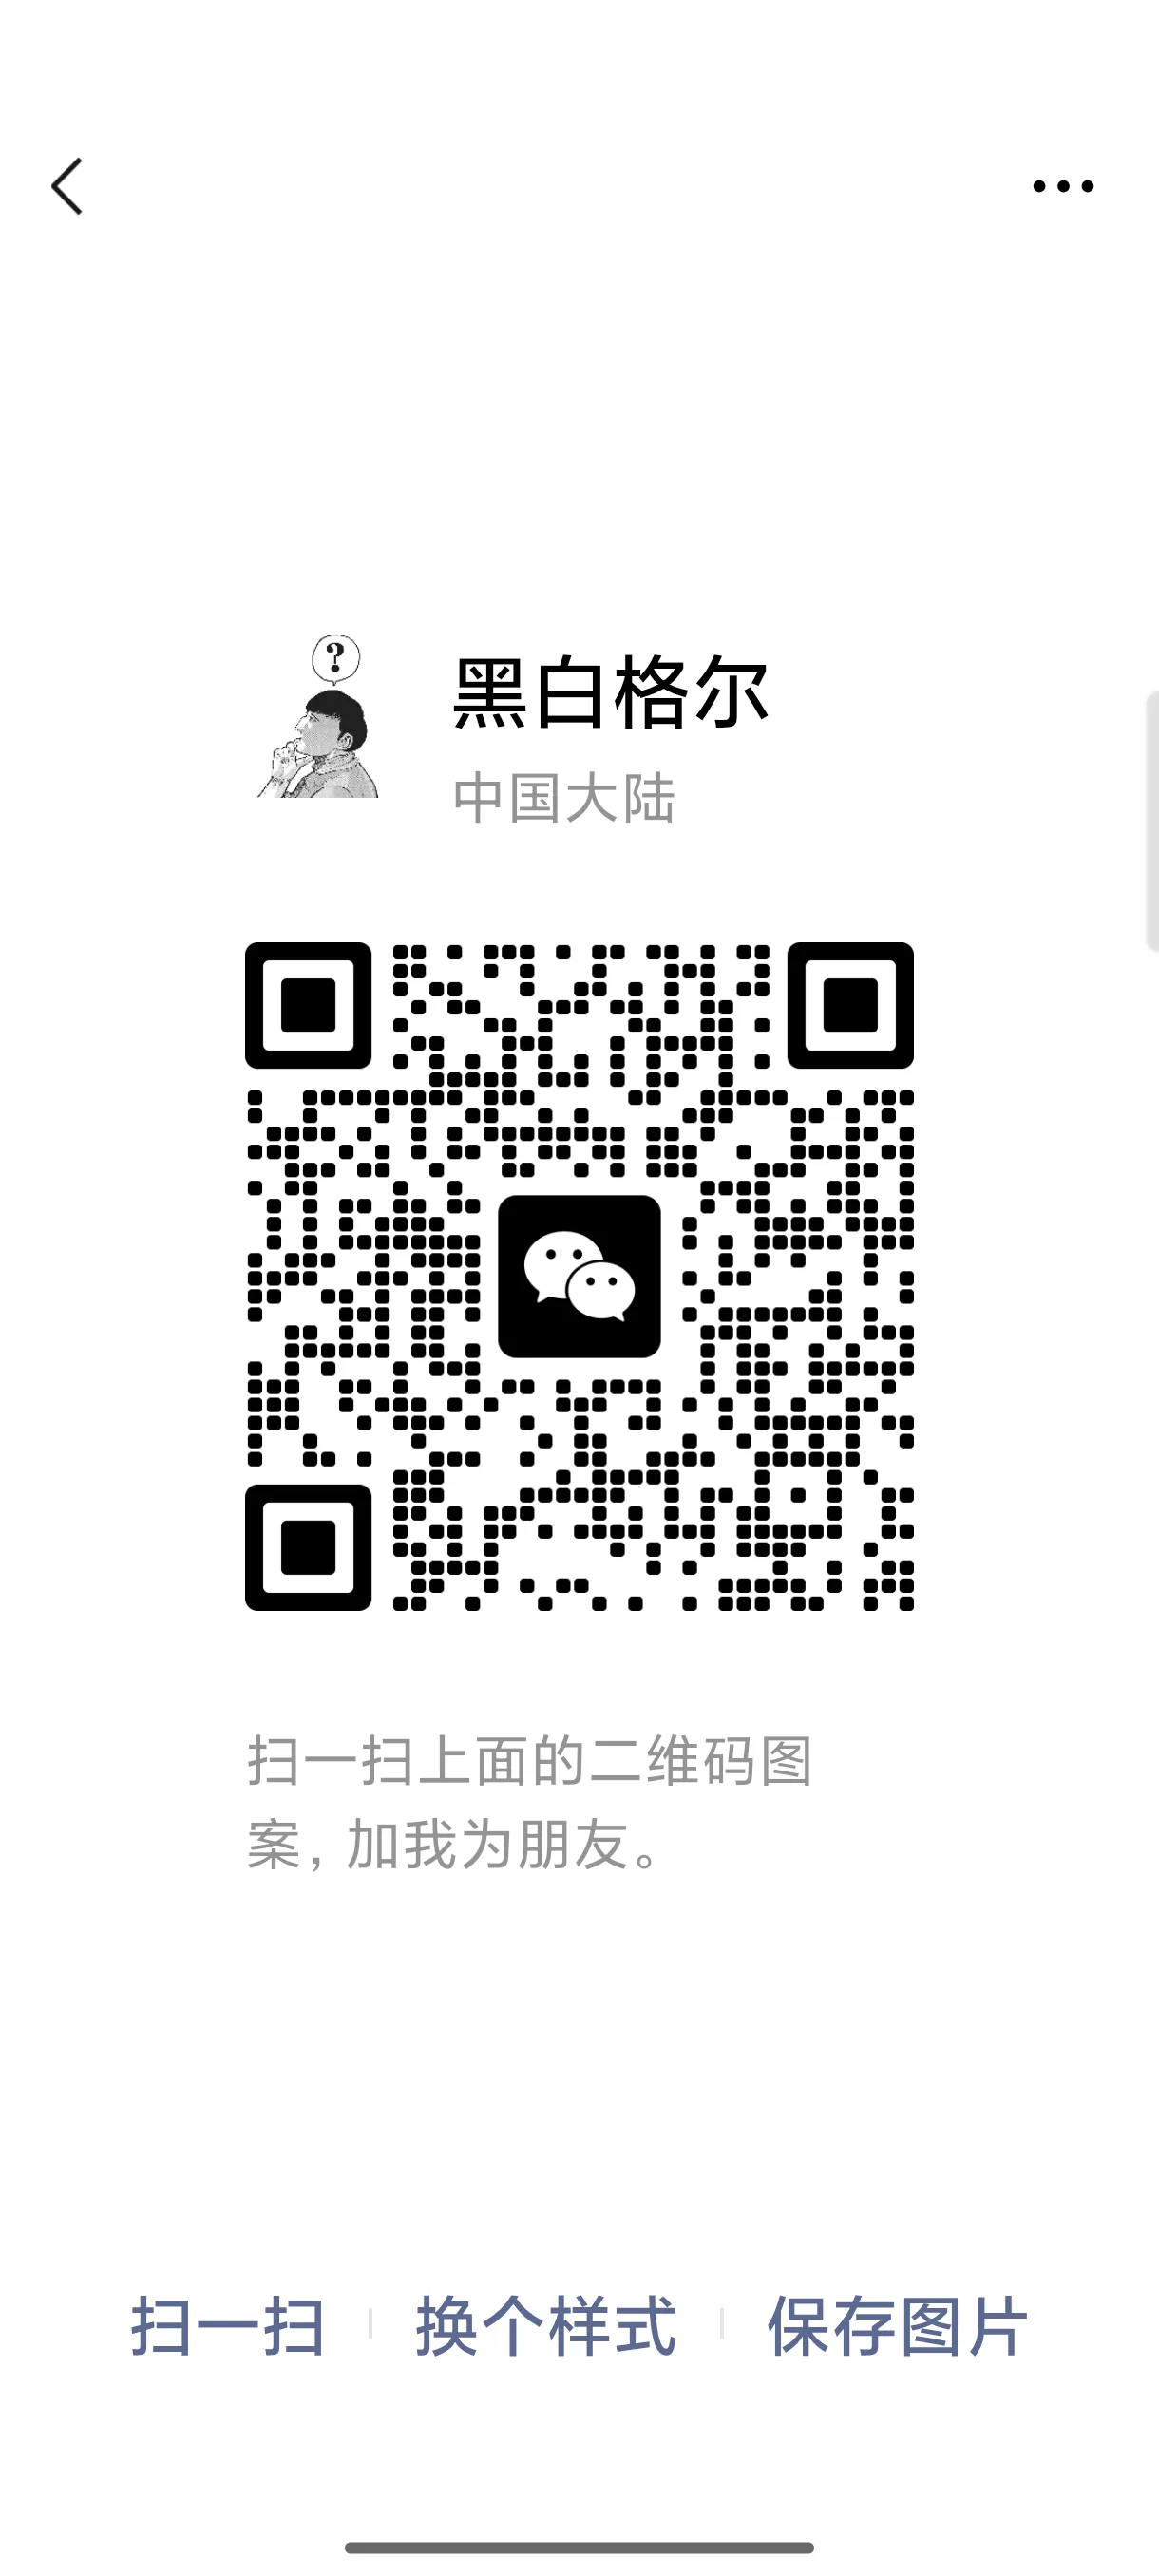 ?
黑白格尔
中国大陆
扫一扫上面的二维码图
案，加我为朋友。
扫一扫 换个样式 保存图片